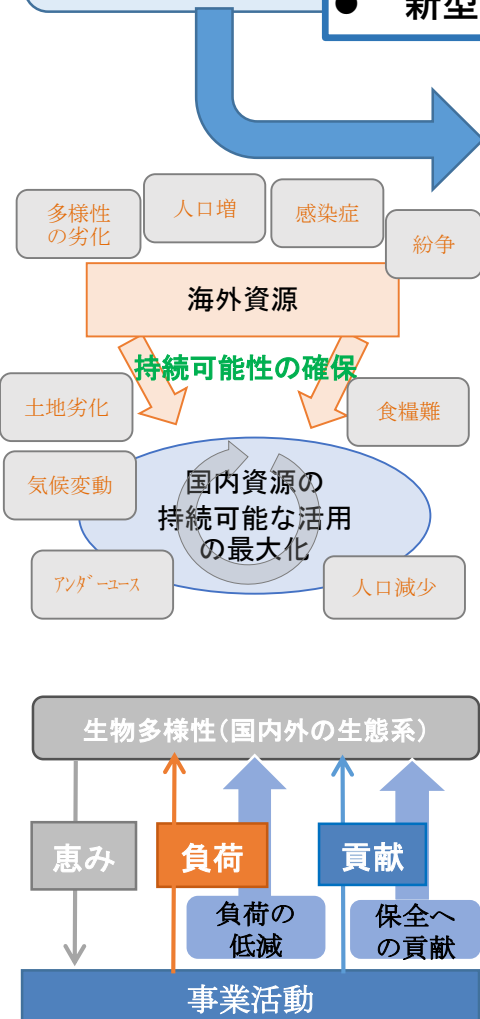 ● 新型
多様性
の劣化
人口増
感染症
紛争
海外資源
持続可能性の確保
土地劣化
食糧難
気候変動
国内資源の
持続可能な活用
の最大化
ｱﾝﾀﾞｰﾕｰｽ
人口減少
生物多様性(国内外の生態系)
恵み
負荷
貢献
負荷の
低減
保全へ
の貢献
事業活動